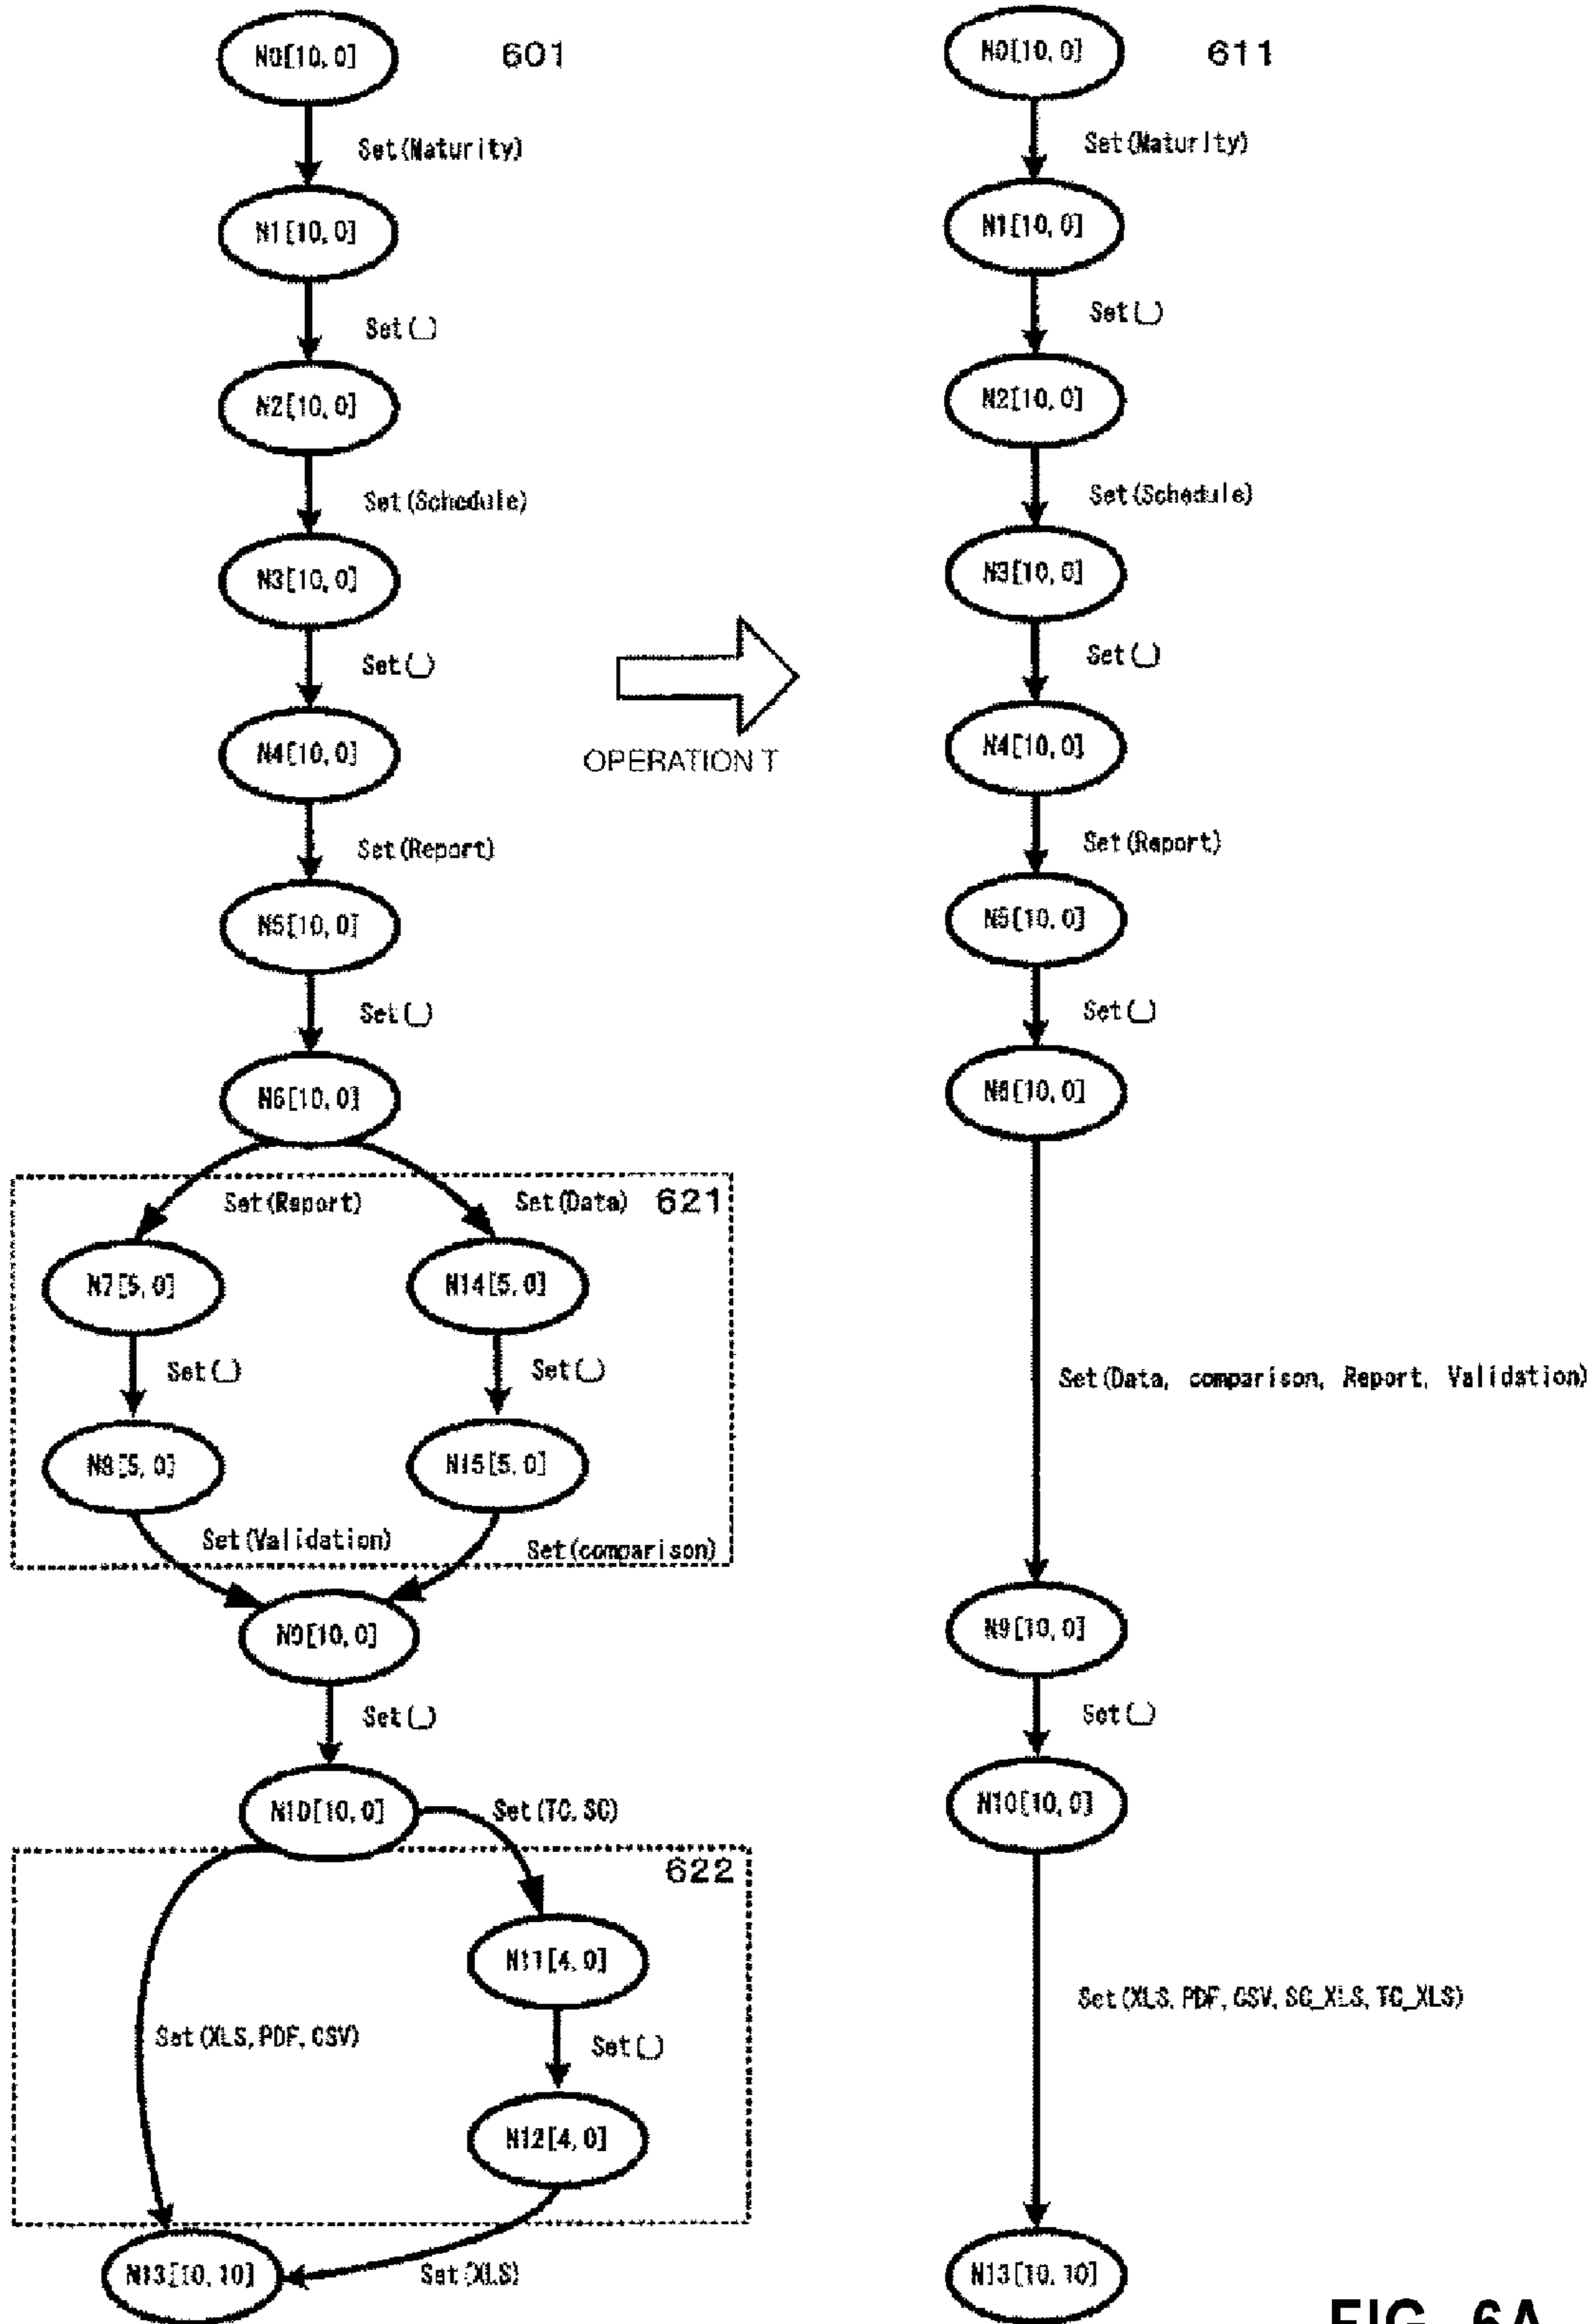 N0[10,0]
601
Set(Maturity)
N1[10,0]
Set(_)
N2[10,0]
Set(Schedule)
N3[10,0]
Set(_)
N4[10,0]
Set(Report)
N5[10,0]
Set(_)
N6[10,0]
Set(Report)
Set(Data)
621
N7[5,0]
N14[5,0]
Set(_)
Set(_)
N8[5,0]
N15[5,0]
Set(Validation)
Set(comparison)
N9[10,0]
Set(_)
N10[10,0]
Set(TC,SC)
622
N11[4,0]
Set(XLS,PDF,CSV)
Set(_)
N12[4,0]
N13[10,10]
Set(XLS)
OPERATION T
N0[10,0]
611
Set(Maturity)
N1[10,0]
Set(_)
N2[10,0]
Set(Schedule)
N3[10,0]
Set(_)
N4[10,0]
Set(Report)
N5[10,0]
Set(_)
N6[10,0]
Set(Data, comparison, Report, Validation)
N9[10,0]
Set(_)
N10[10,0]
Set(XLS,PDF,CSV,SC_XLS,TC_XLS)
N13[10,10]
FIG. 6A